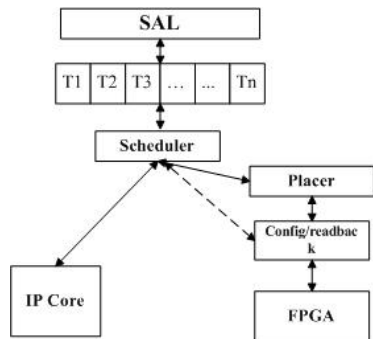 SAL
T1 T2 T3 ... ... Tn
Scheduler
Placer
Config/readbac
k
IP Core
FPGA